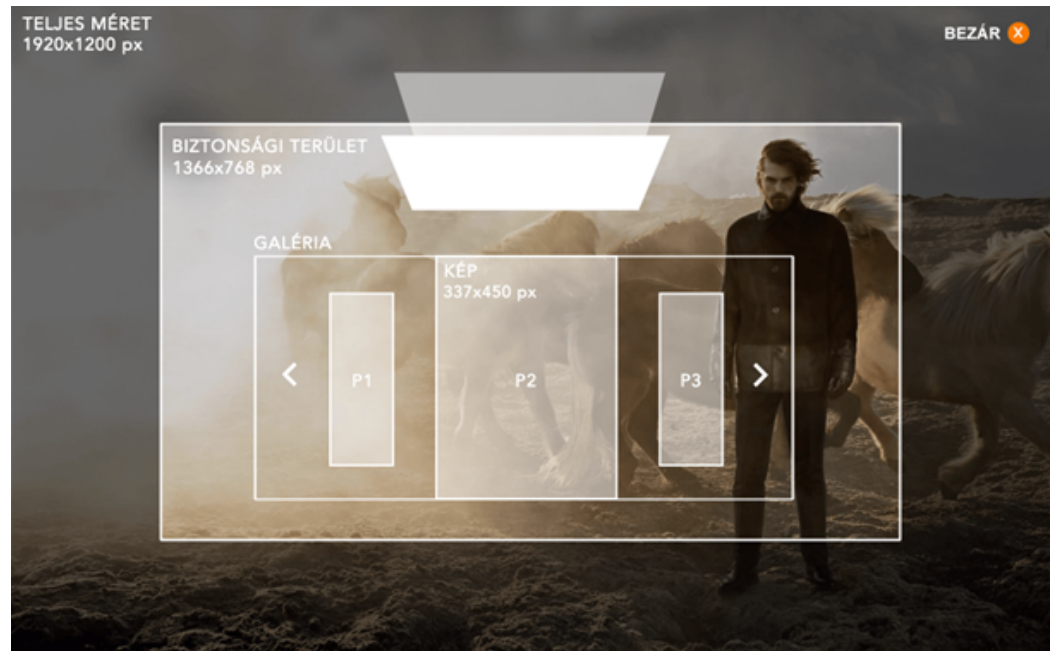 TELJES MÉRET
1920x1200 px
BEZÁR X
BIZTONSÁGI TERÜLET
1366x768 px
GALÉRIA
KÉP
337x450 px
P1
P2
P3